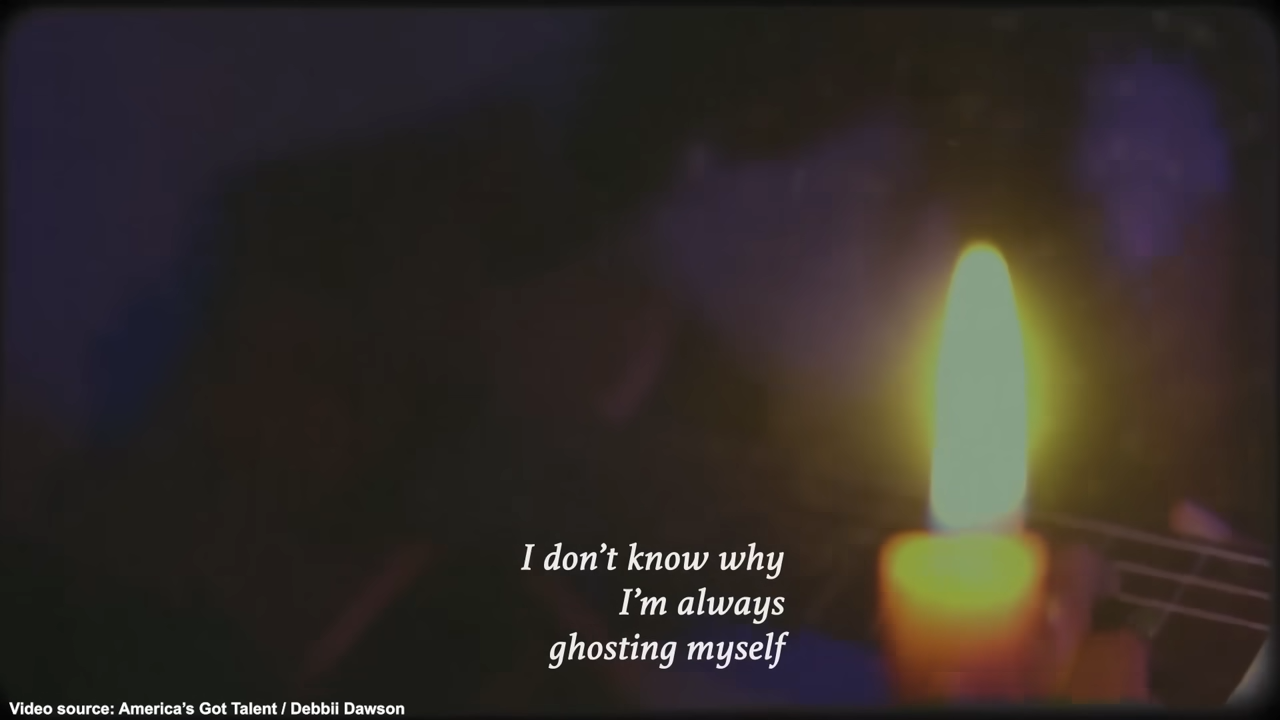 I don’t know why
I’m always
ghosting myself
Video source: America’s Got Talent / Debbii Dawson